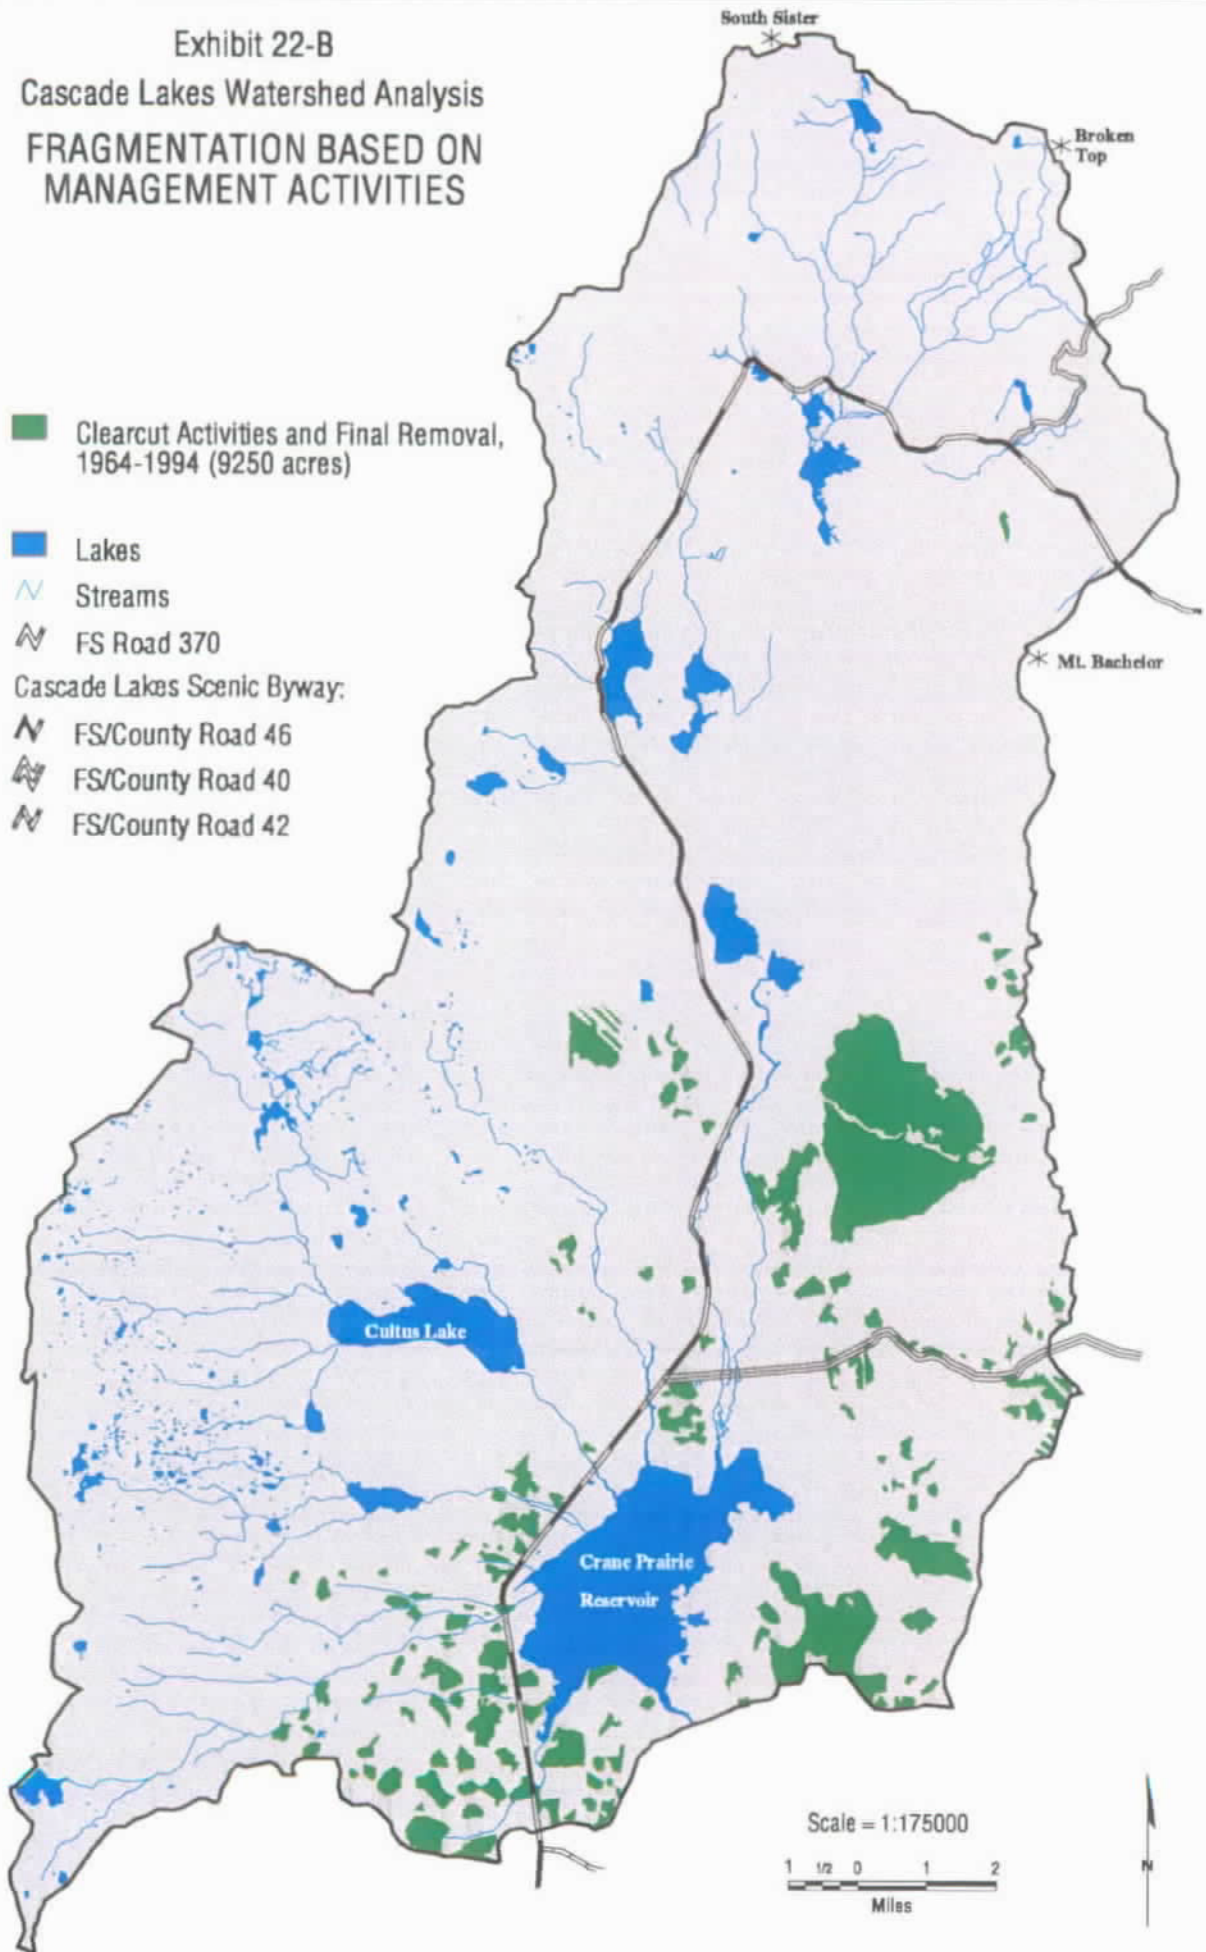 Exhibit 22-B
Cascade Lakes Watershed Analysis
FRAGMENTATION BASED ON
MANAGEMENT ACTIVITIES
South Sister
Broken
Top
Clearcut Activities and Final Removal,
1964-1994 (9250 acres)
Lakes
Streams
FS Road 370
Cascade Lakes Scenic Byway:
FS/County Road 46
FS/County Road 40
FS/County Road 42
Mt. Bachelor
Cultus Lake
Crane Prairie
Reservoir
Scale = 1:175000
1 1/2 0 1 2
Miles
N